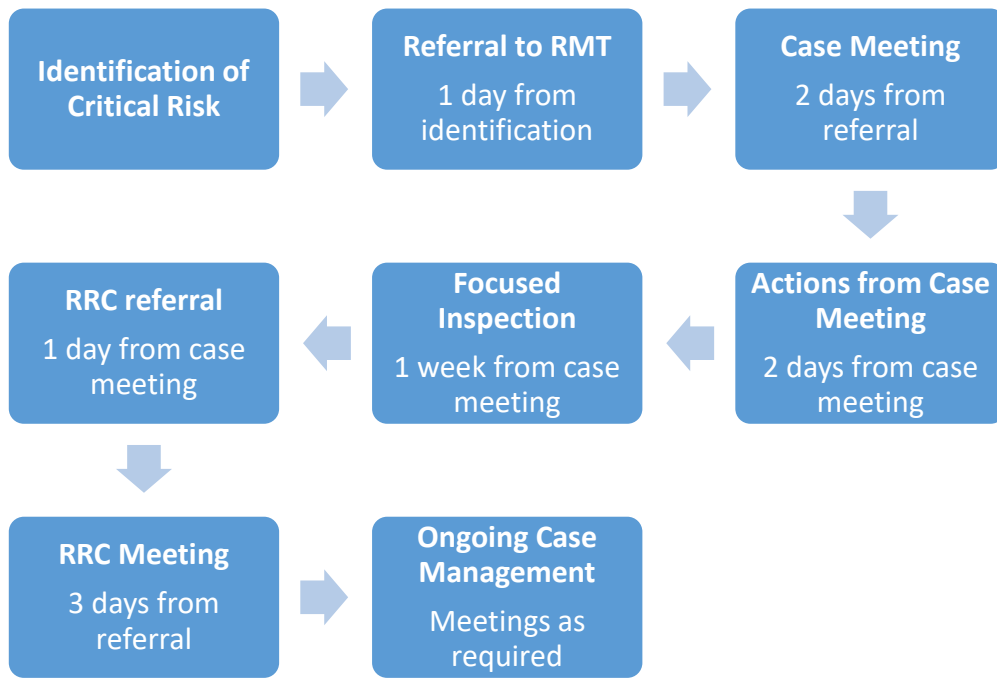 Identification of
Critical Risk
Referral to RMT
1 day from
identification
Case Meeting
2 days from
referral
Actions from Case
Meeting
2 days from case
meeting
Focused
Inspection
1 week from case
meeting
RRC referral
1 day from case
meeting
RRC Meeting
3 days from
referral
Ongoing Case
Management
Meetings as
required